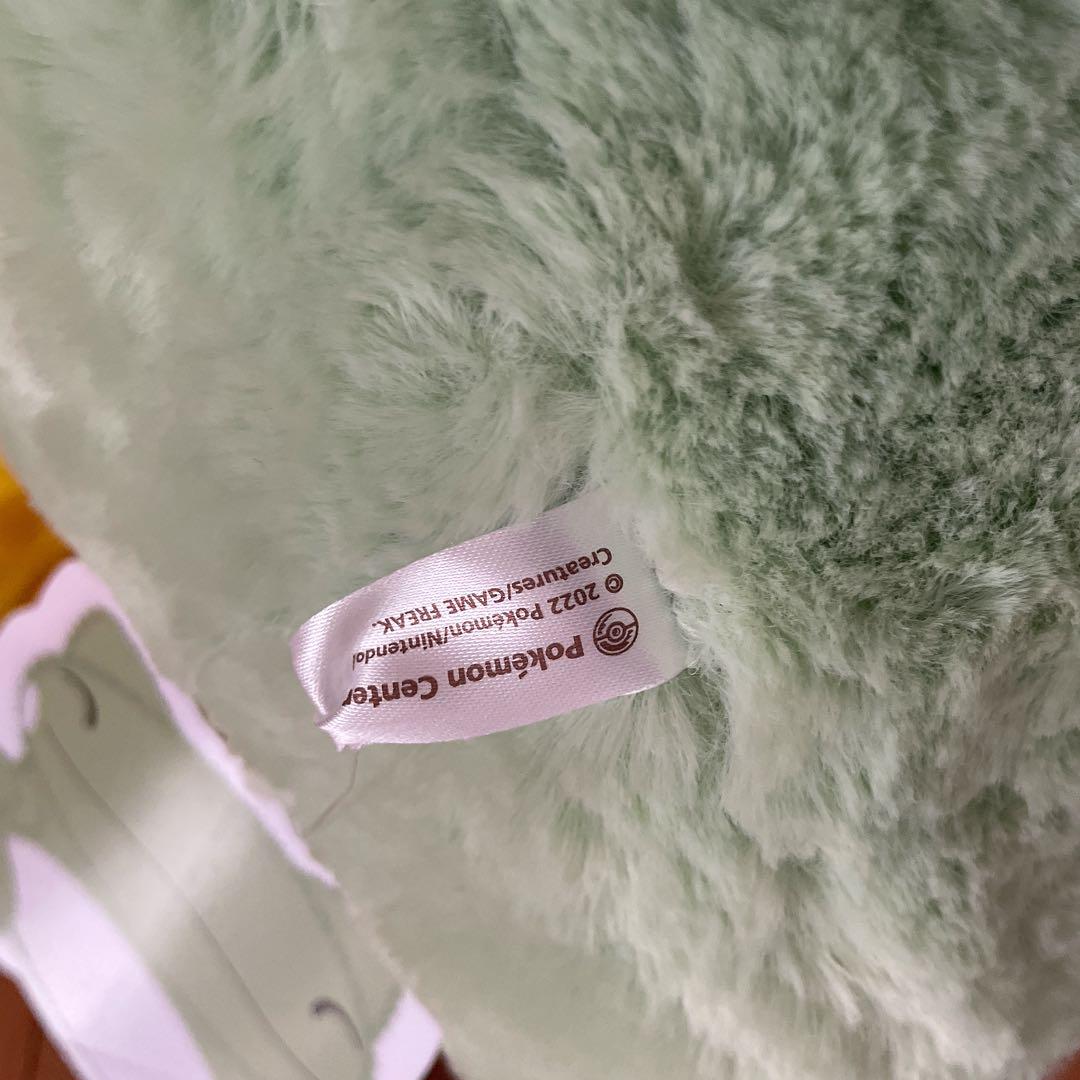 Pokémon Center
© 2022 Pokémon/Nintendo/
Creatures/GAME FREAK.